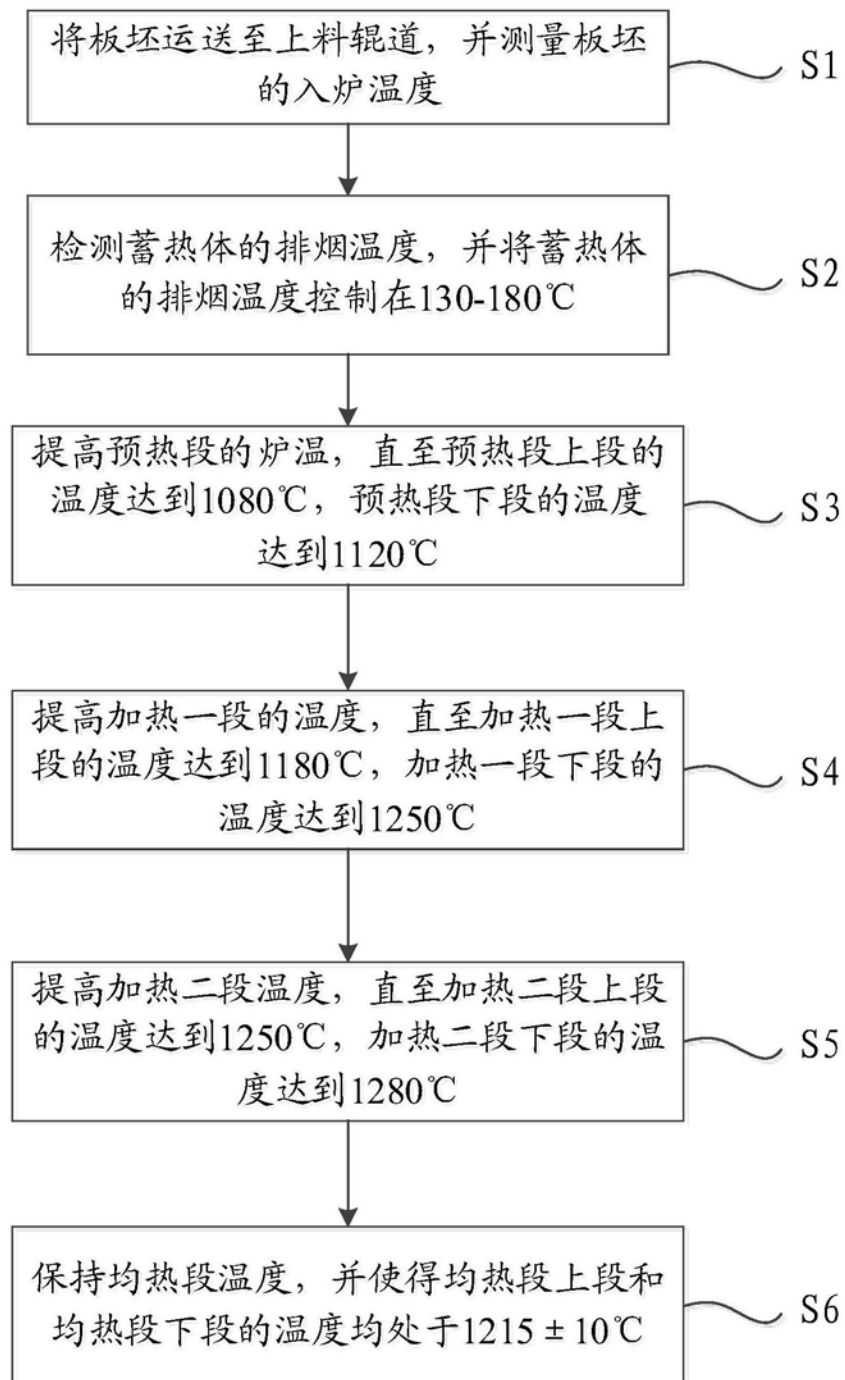 将板坯运送至上料辊道，并测量板坯
的入炉温度
S1
检测蓄热体的排烟温度，并将蓄热体
的排烟温度控制在130-180℃
S2
提高预热段的炉温，直至预热段上段的
温度达到1080℃，预热段下段的温度
达到1120℃
S3
提高加热一段的温度，直至加热一段上
段的温度达到1180℃，加热一段下段的
温度达到1250℃
S4
提高加热二段温度，直至加热二段上段
的温度达到1250℃，加热二段下段的温
度达到1280℃
S5
保持均热段温度，并使得均热段上段和
均热段下段的温度均处于1215±10℃
S6